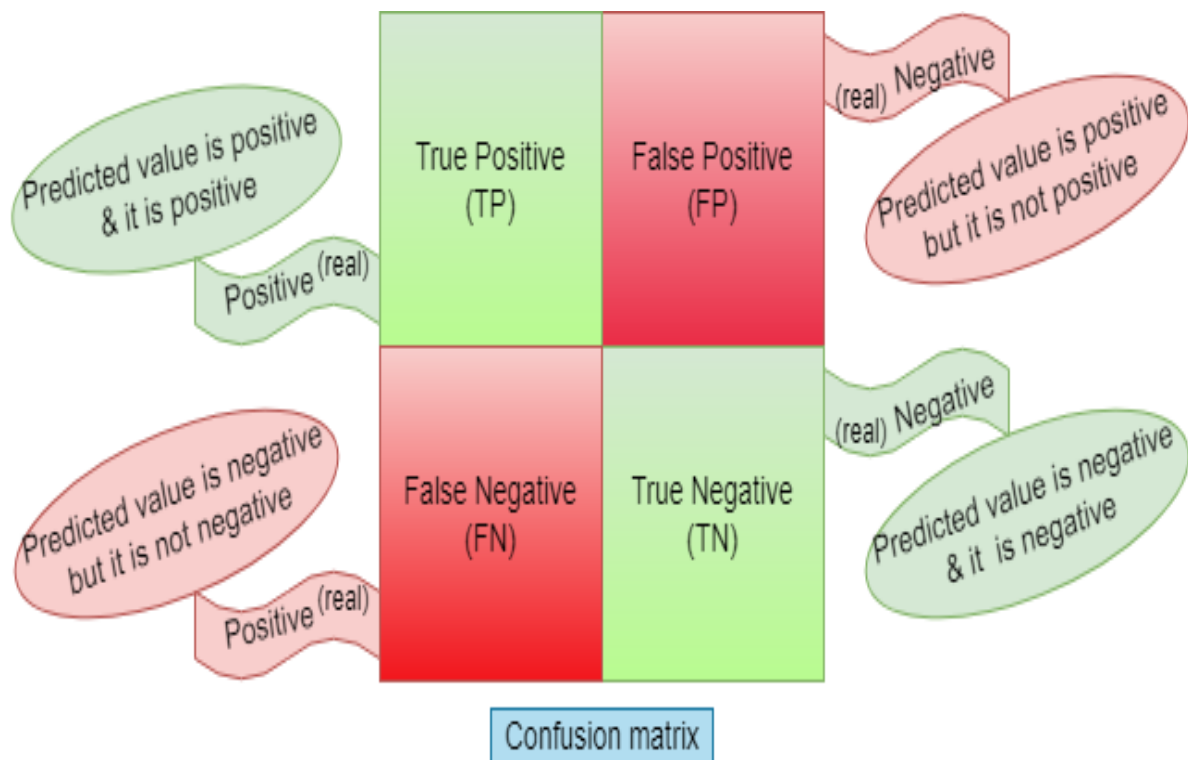 Predicted value is positive
& it is positive
Positive (real)
True Positive
(TP)
False Positive
(FP)
(real) Negative
Predicted value is positive
but it is not positive
Predicted value is negative
but it is not negative
Positive (real)
False Negative
(FN)
True Negative
(TN)
(real) Negative
Predicted value is negative
& it is negative
Confusion matrix